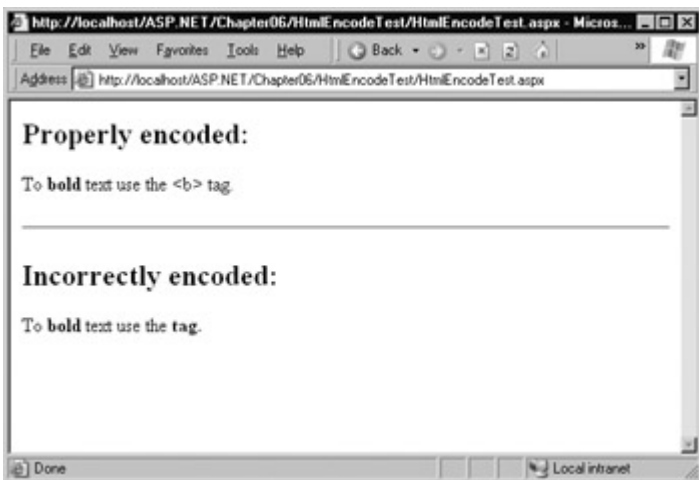 http://localhost/ASP.NET/Chapter06/HtmlEncodeTest/HtmlEncodeTest.aspx - Micros...
File Edit View Favorites Tools Help Back »
Address http://localhost/ASP.NET/Chapter06/HtmlEncodeTest/HtmlEncodeTest.aspx
Properly encoded:
To bold text use the <b> tag.
Incorrectly encoded:
To bold text use the tag.
Done Local intranet